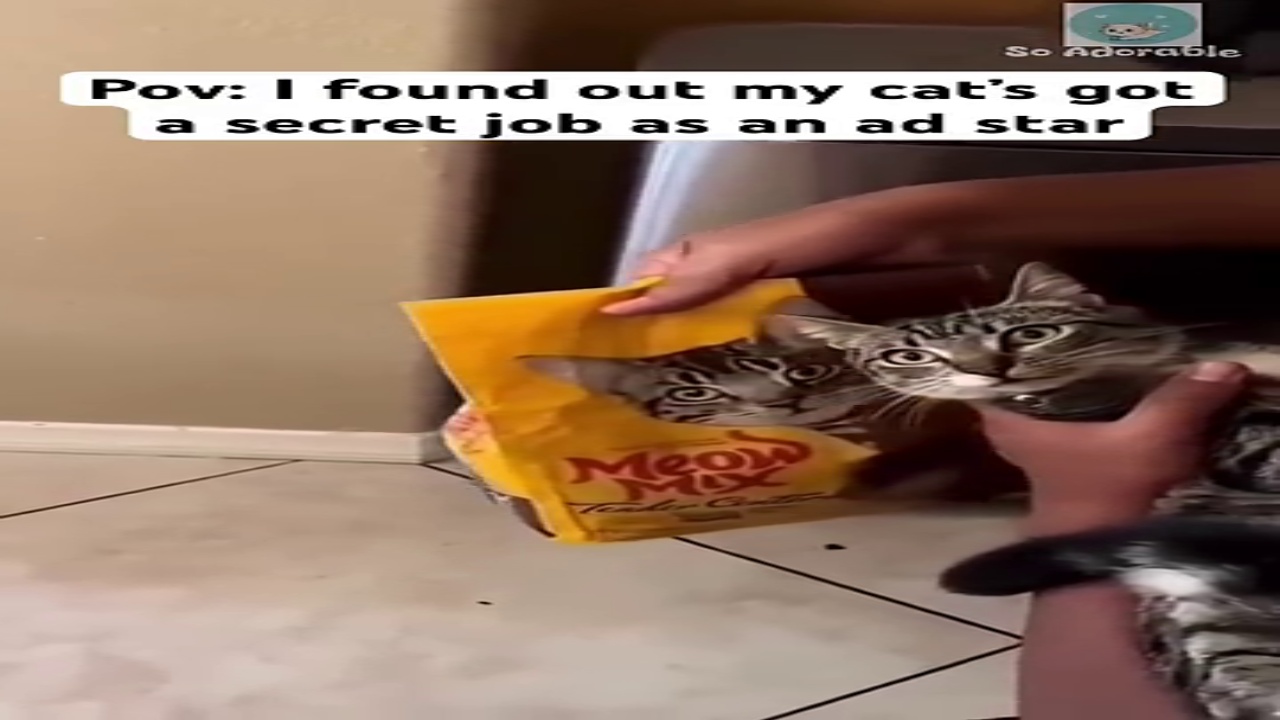 So Adorable
Pov: I found out my cat's got
a secret job as an ad star
Meow
Mix